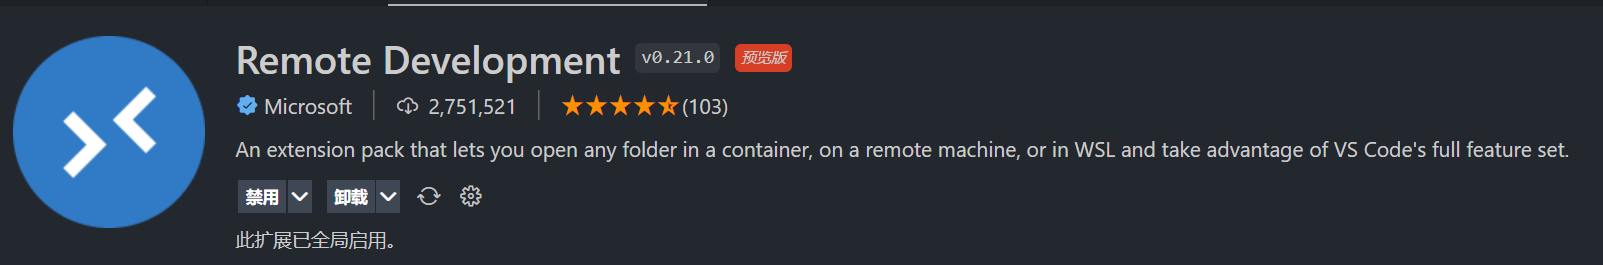 Remote Development v0.21.0 预览版
Microsoft 2,751,521 (103)
An extension pack that lets you open any folder in a container, on a remote machine, or in WSL and take advantage of VS Code's full feature set.
禁用 卸载
此扩展已全局启用。